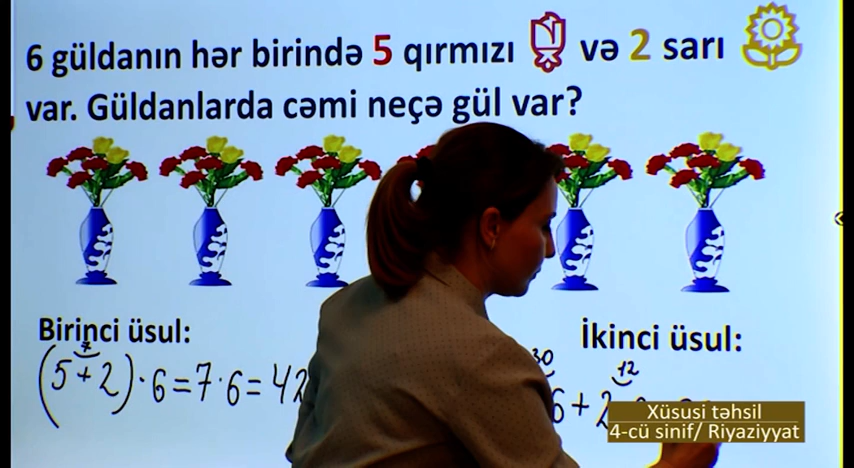 6 güldanın hər birində 5 qırmızı və 2 sarı
var. Güldanlarda cəmi neçə gül var?
Birinci üsul:
İkinci üsul:
7
(5+2)·6=7·6=42
30
12
6+2
Xüsusi təhsil
4-cü sinif/ Riyaziyyat